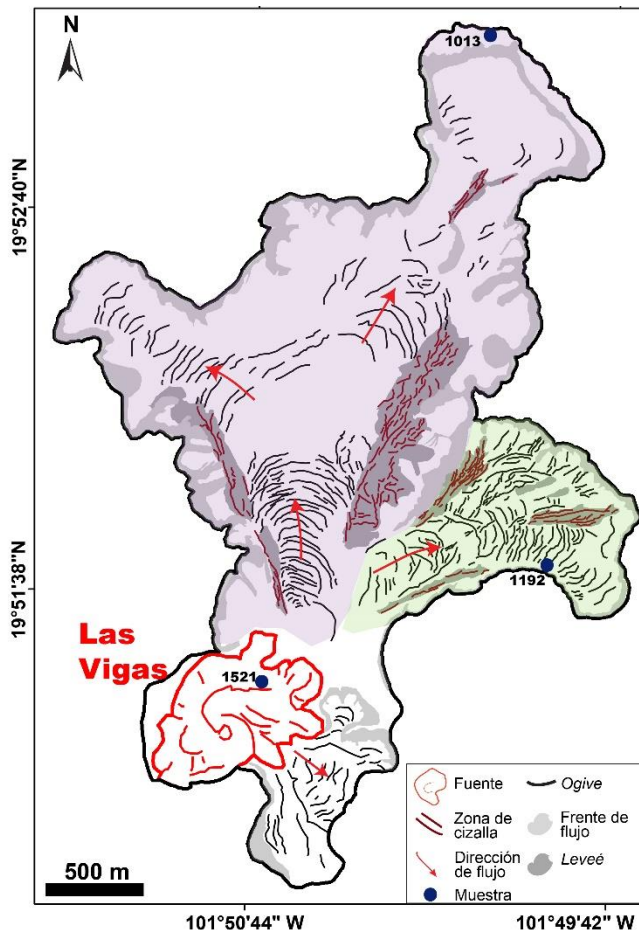 N
1013
19°52'40"N
19°51'38"N
1192
Las
Vigas
1521
Fuente
Ogive
Zona de
cizalla
Frente de
flujo
Dirección
de flujo
Leveé
Muestra
500 m
101°50'44" W
101°49'42" W